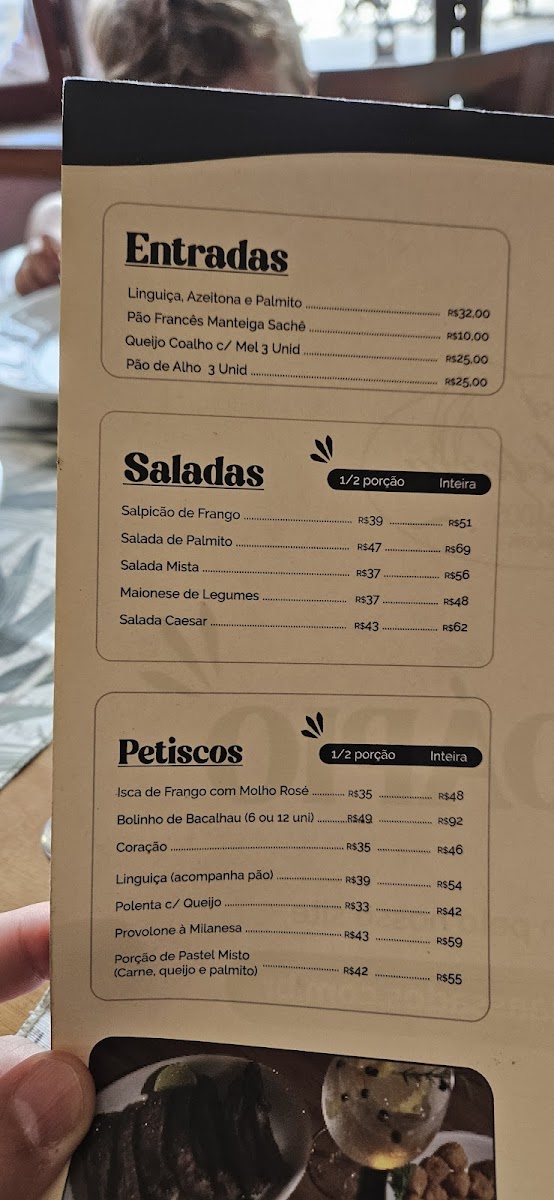 Entradas
Linguiça, Azeitona e Palmito R$32,00
Pão Francês Manteiga Sachê R$10,00
Queijo Coalho c/ Mel 3 Unid R$25,00
Pão de Alho 3 Unid R$25,00
Saladas
1/2 porção Inteira
Salpicão de Frango R$39 R$51
Salada de Palmito R$47 R$69
Salada Mista R$37 R$56
Maionese de Legumes R$37 R$48
Salada Caesar R$43 R$62
Petiscos
1/2 porção Inteira
Isca de Frango com Molho Rosé R$35 R$48
Bolinho de Bacalhau (6 ou 12 uni) R$49 R$92
Coração R$35 R$46
Linguiça (acompanha pão) R$39 R$54
Polenta c/ Queijo R$33 R$42
Provolone à Milanesa R$43 R$59
Porção de Pastel Misto
(Carne, queijo e palmito) R$42 R$55